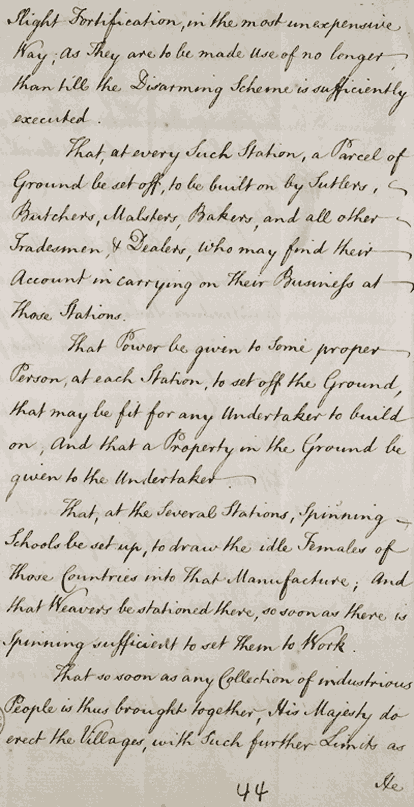 Slight Fortification, in the most unexpensive
Way; As They are to be made Use of no longer
than till the Disarming Scheme is sufficiently
executed.
That, at every Such Station, a Parcel of
Ground be set off, to be built on by Sutlers,
Butchers, Malsters, Bakers, and all other
Tradesmen, & Dealers, who may find their
Account in carrying on their Business at
those Stations.
That Power be given to Some proper
Person, at each Station, to set off the Ground,
that may be fit for any Undertaker to build
on, And that a Property in the Ground be
given to the Undertaker.
That, at the Several Stations, Spinning
Schools be set up, to draw the idle Females of
those Countries into That Manufacture; And
that Weavers be stationed there, so soon as there is
Spinning sufficient to set Them to Work.
That so soon as any Collection of industrious
People is thus brought together, His Majesty do
erect the Villages, with Such further Limits as
He
44